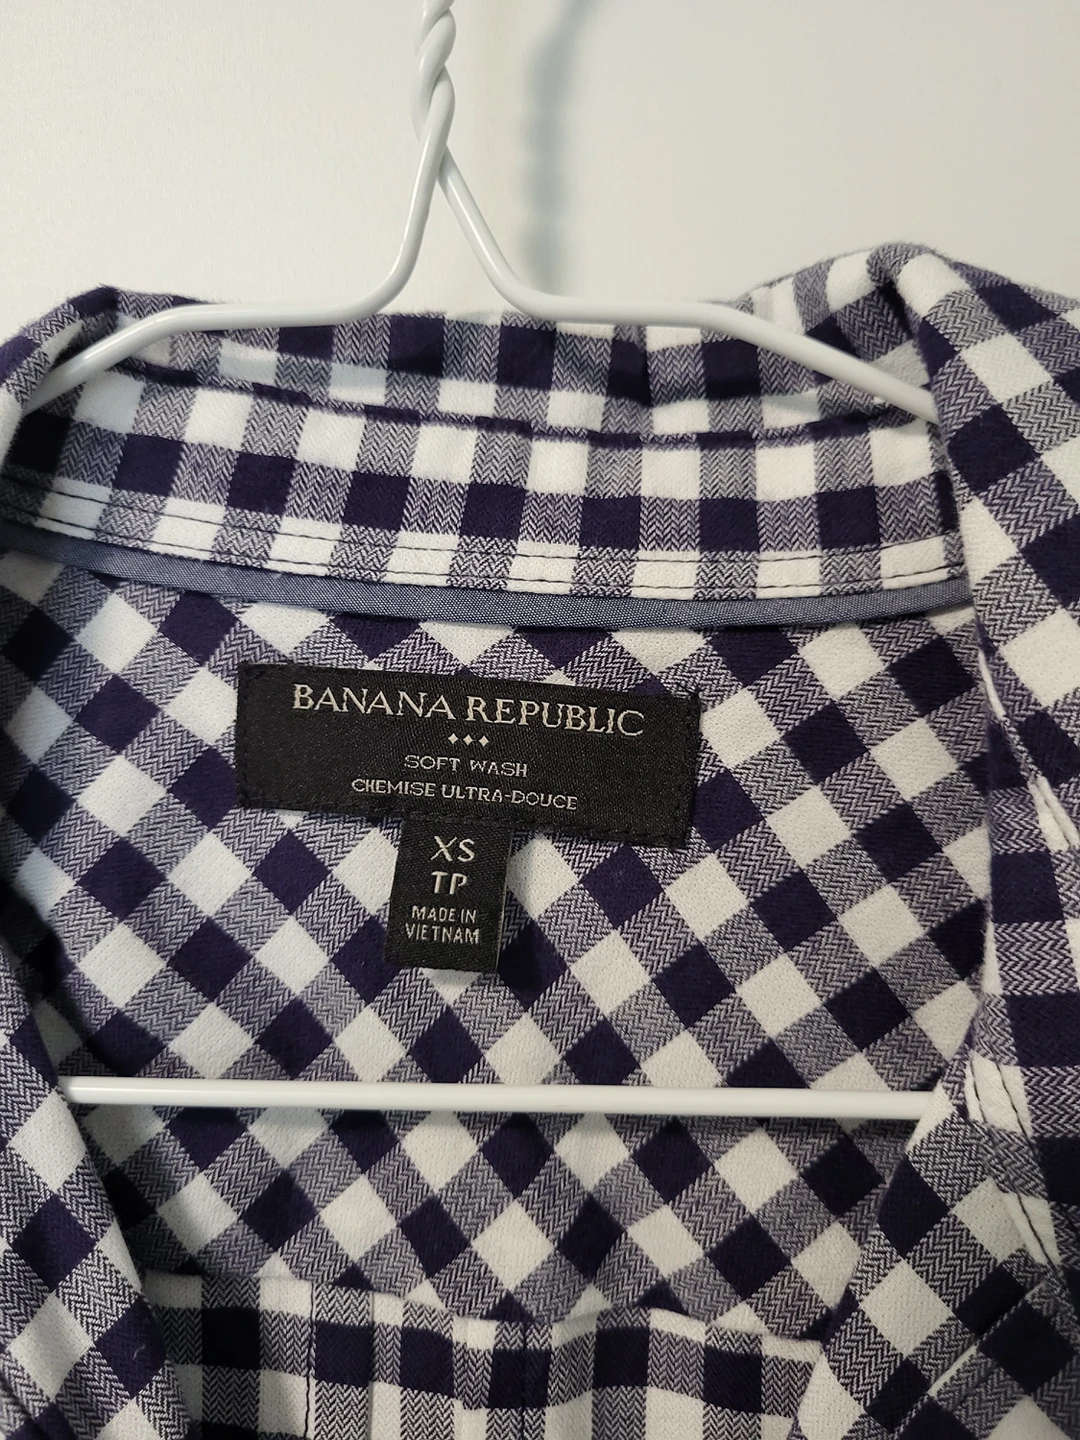 BANANA REPUBLIC
SOFT WASH
CHEMISE ULTRA-DOUCE
XS
TP
MADE IN
VIETNAM